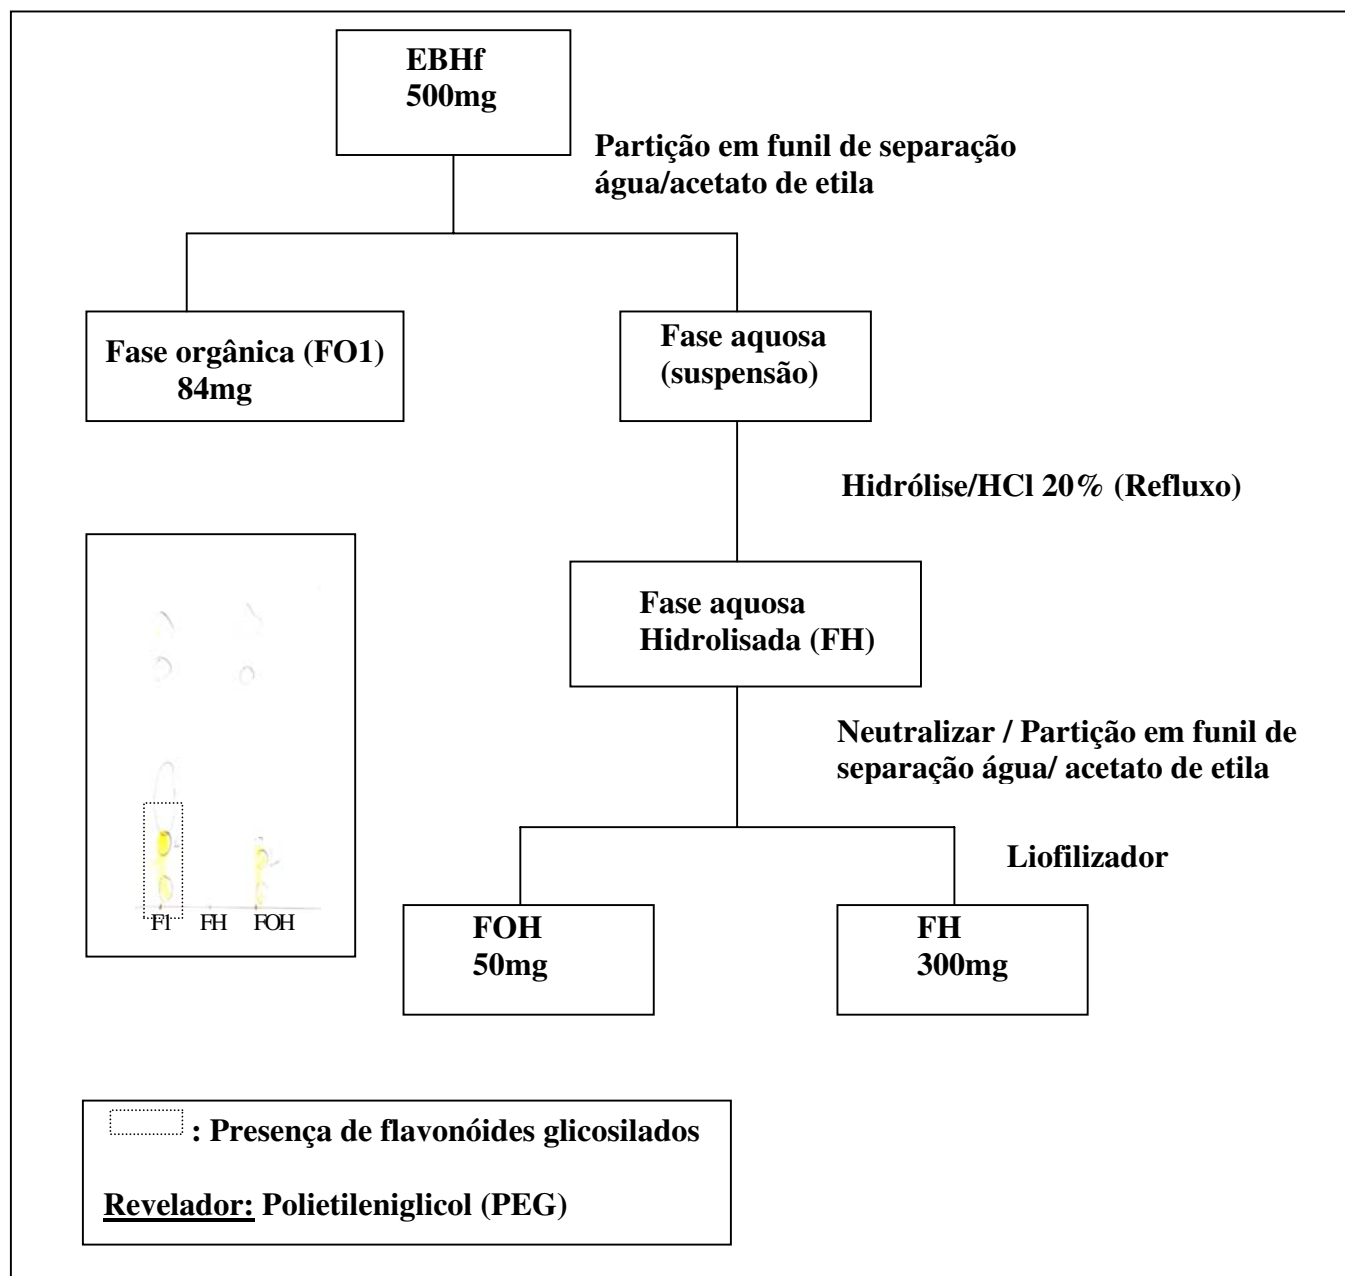 EBHf
500mg
Partição em funil de separação
água/acetato de etila
Fase orgânica (FO1)
84mg
Fase aquosa
(suspensão)
Hidrólise/HCl 20% (Refluxo)
Fase aquosa
Hidrolisada (FH)
Neutralizar / Partição em funil de
separação água/ acetato de etila
Liofilizador
F1 FH FOH
FOH
50mg
FH
300mg
: Presença de flavonóides glicosilados
Revelador: Polietileniglicol (PEG)